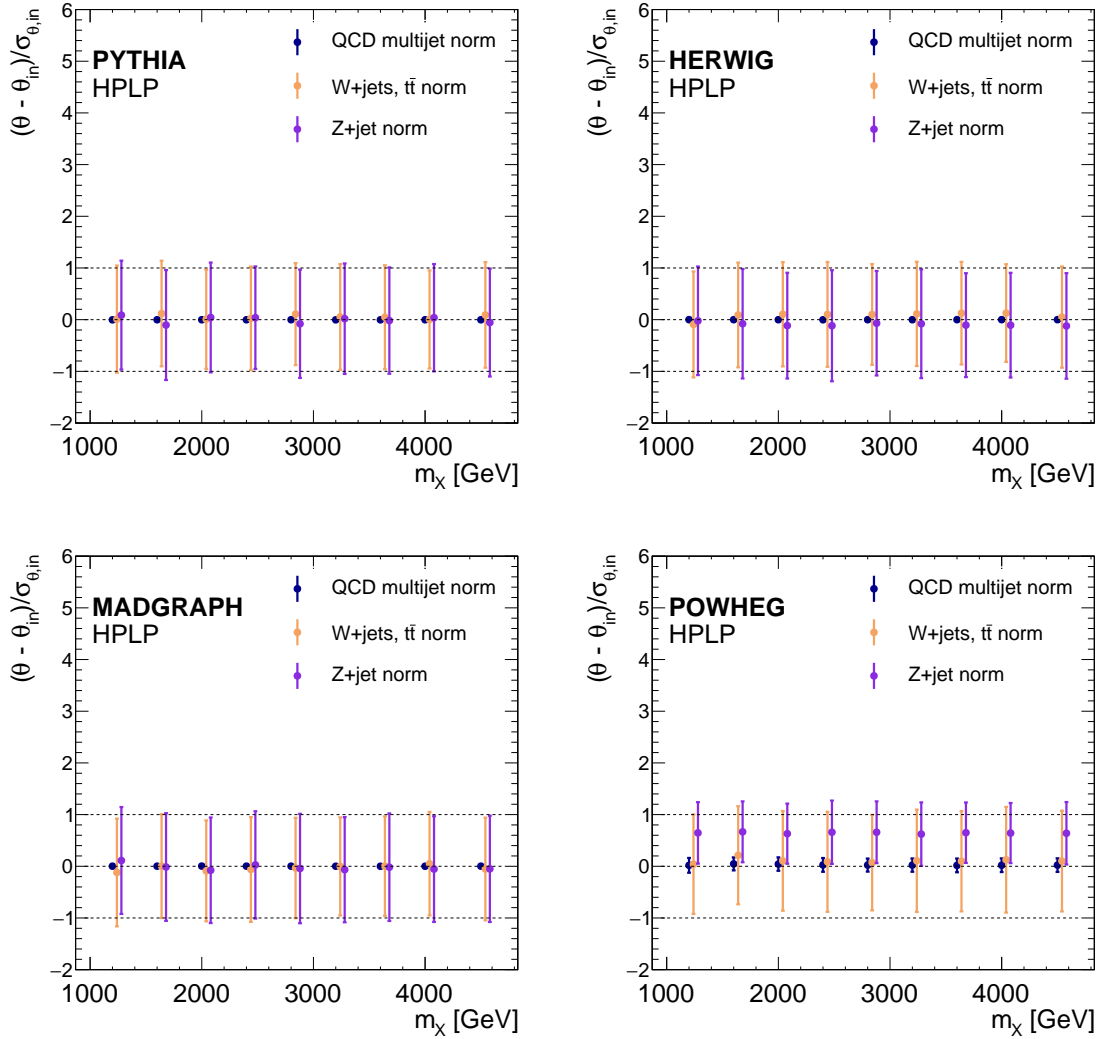 6
5
4
3
2
1
0
−1
−2
(θ - θin)/σθ,in
PYTHIA
HPLP
QCD multijet norm
W+jets, tt̄ norm
Z+jet norm
1000 2000 3000 4000
mX [GeV]
6
5
4
3
2
1
0
−1
−2
(θ - θin)/σθ,in
HERWIG
HPLP
QCD multijet norm
W+jets, tt̄ norm
Z+jet norm
1000 2000 3000 4000
mX [GeV]
6
5
4
3
2
1
0
−1
−2
(θ - θin)/σθ,in
MADGRAPH
HPLP
QCD multijet norm
W+jets, tt̄ norm
Z+jet norm
1000 2000 3000 4000
mX [GeV]
6
5
4
3
2
1
0
−1
−2
(θ - θin)/σθ,in
POWHEG
HPLP
QCD multijet norm
W+jets, tt̄ norm
Z+jet norm
1000 2000 3000 4000
mX [GeV]